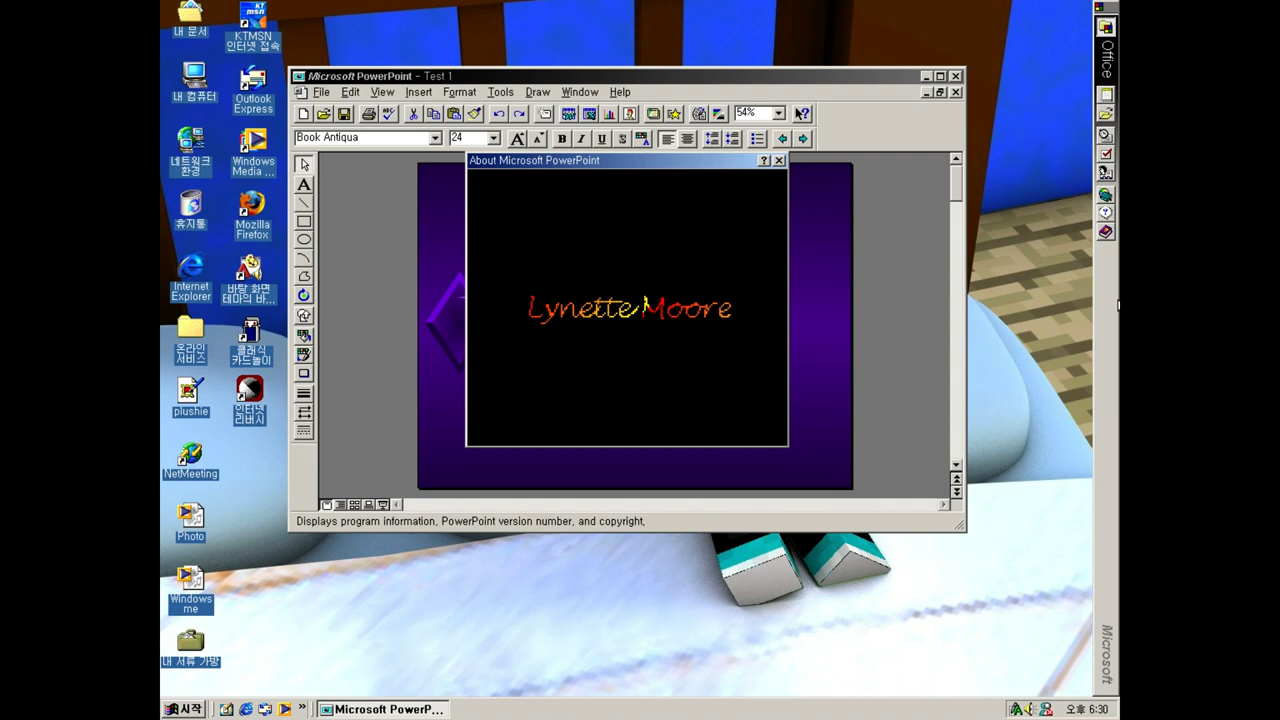 내 문서
KTMSN
인터넷 접속
내 컴퓨터
Outlook
Express
네트워크
환경
Windows
Media ...
휴지통
Mozilla
Firefox
Internet
Explorer
바탕 화면
테마의 바...
온라인
서비스
클래식
카드놀이
plushie
인터넷
리버시
NetMeeting
Photo
Windows
me
내 서류 가방
Microsoft PowerPoint - Test 1
File Edit View Insert Format Tools Draw Window Help
54%
Book Antiqua 24
About Microsoft PowerPoint
Lynette Moore
Displays program information, PowerPoint version number, and copyright,
Office
Microsoft
시작
Microsoft PowerP...
오후 6:30